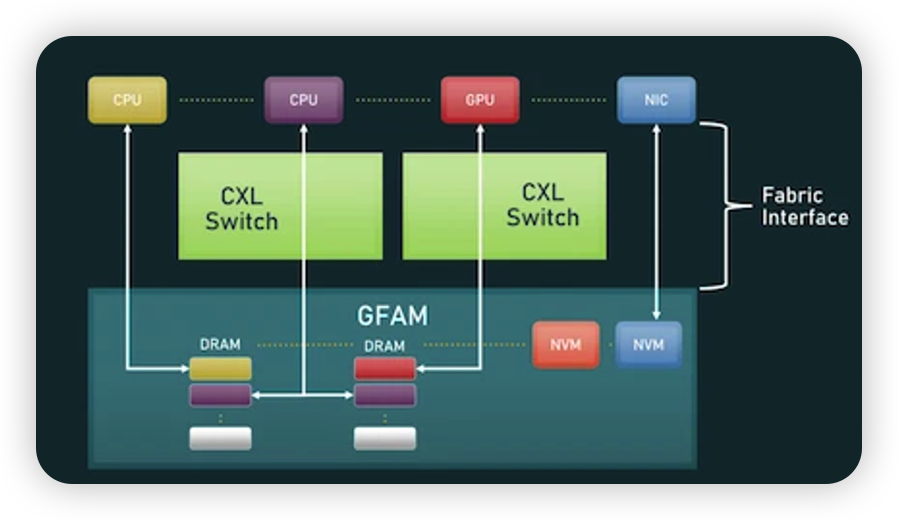 CPU
CPU
GPU
NIC
CXL
Switch
CXL
Switch
Fabric
Interface
GFAM
DRAM
DRAM
NVM
NVM